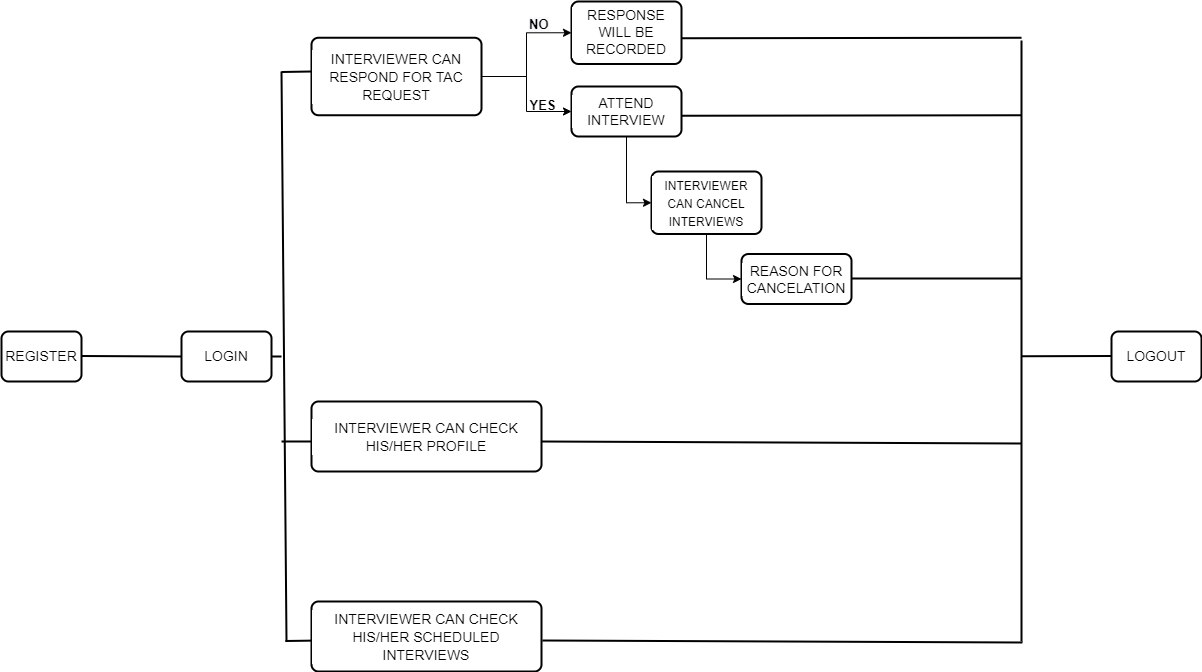 NO
RESPONSE
WILL BE
RECORDED
INTERVIEWER CAN
RESPOND FOR TAC
REQUEST
YES
ATTEND
INTERVIEW
INTERVIEWER
CAN CANCEL
INTERVIEWS
REASON FOR
CANCELATION
REGISTER
LOGIN
LOGOUT
INTERVIEWER CAN CHECK
HIS/HER PROFILE
INTERVIEWER CAN CHECK
HIS/HER SCHEDULED
INTERVIEWS